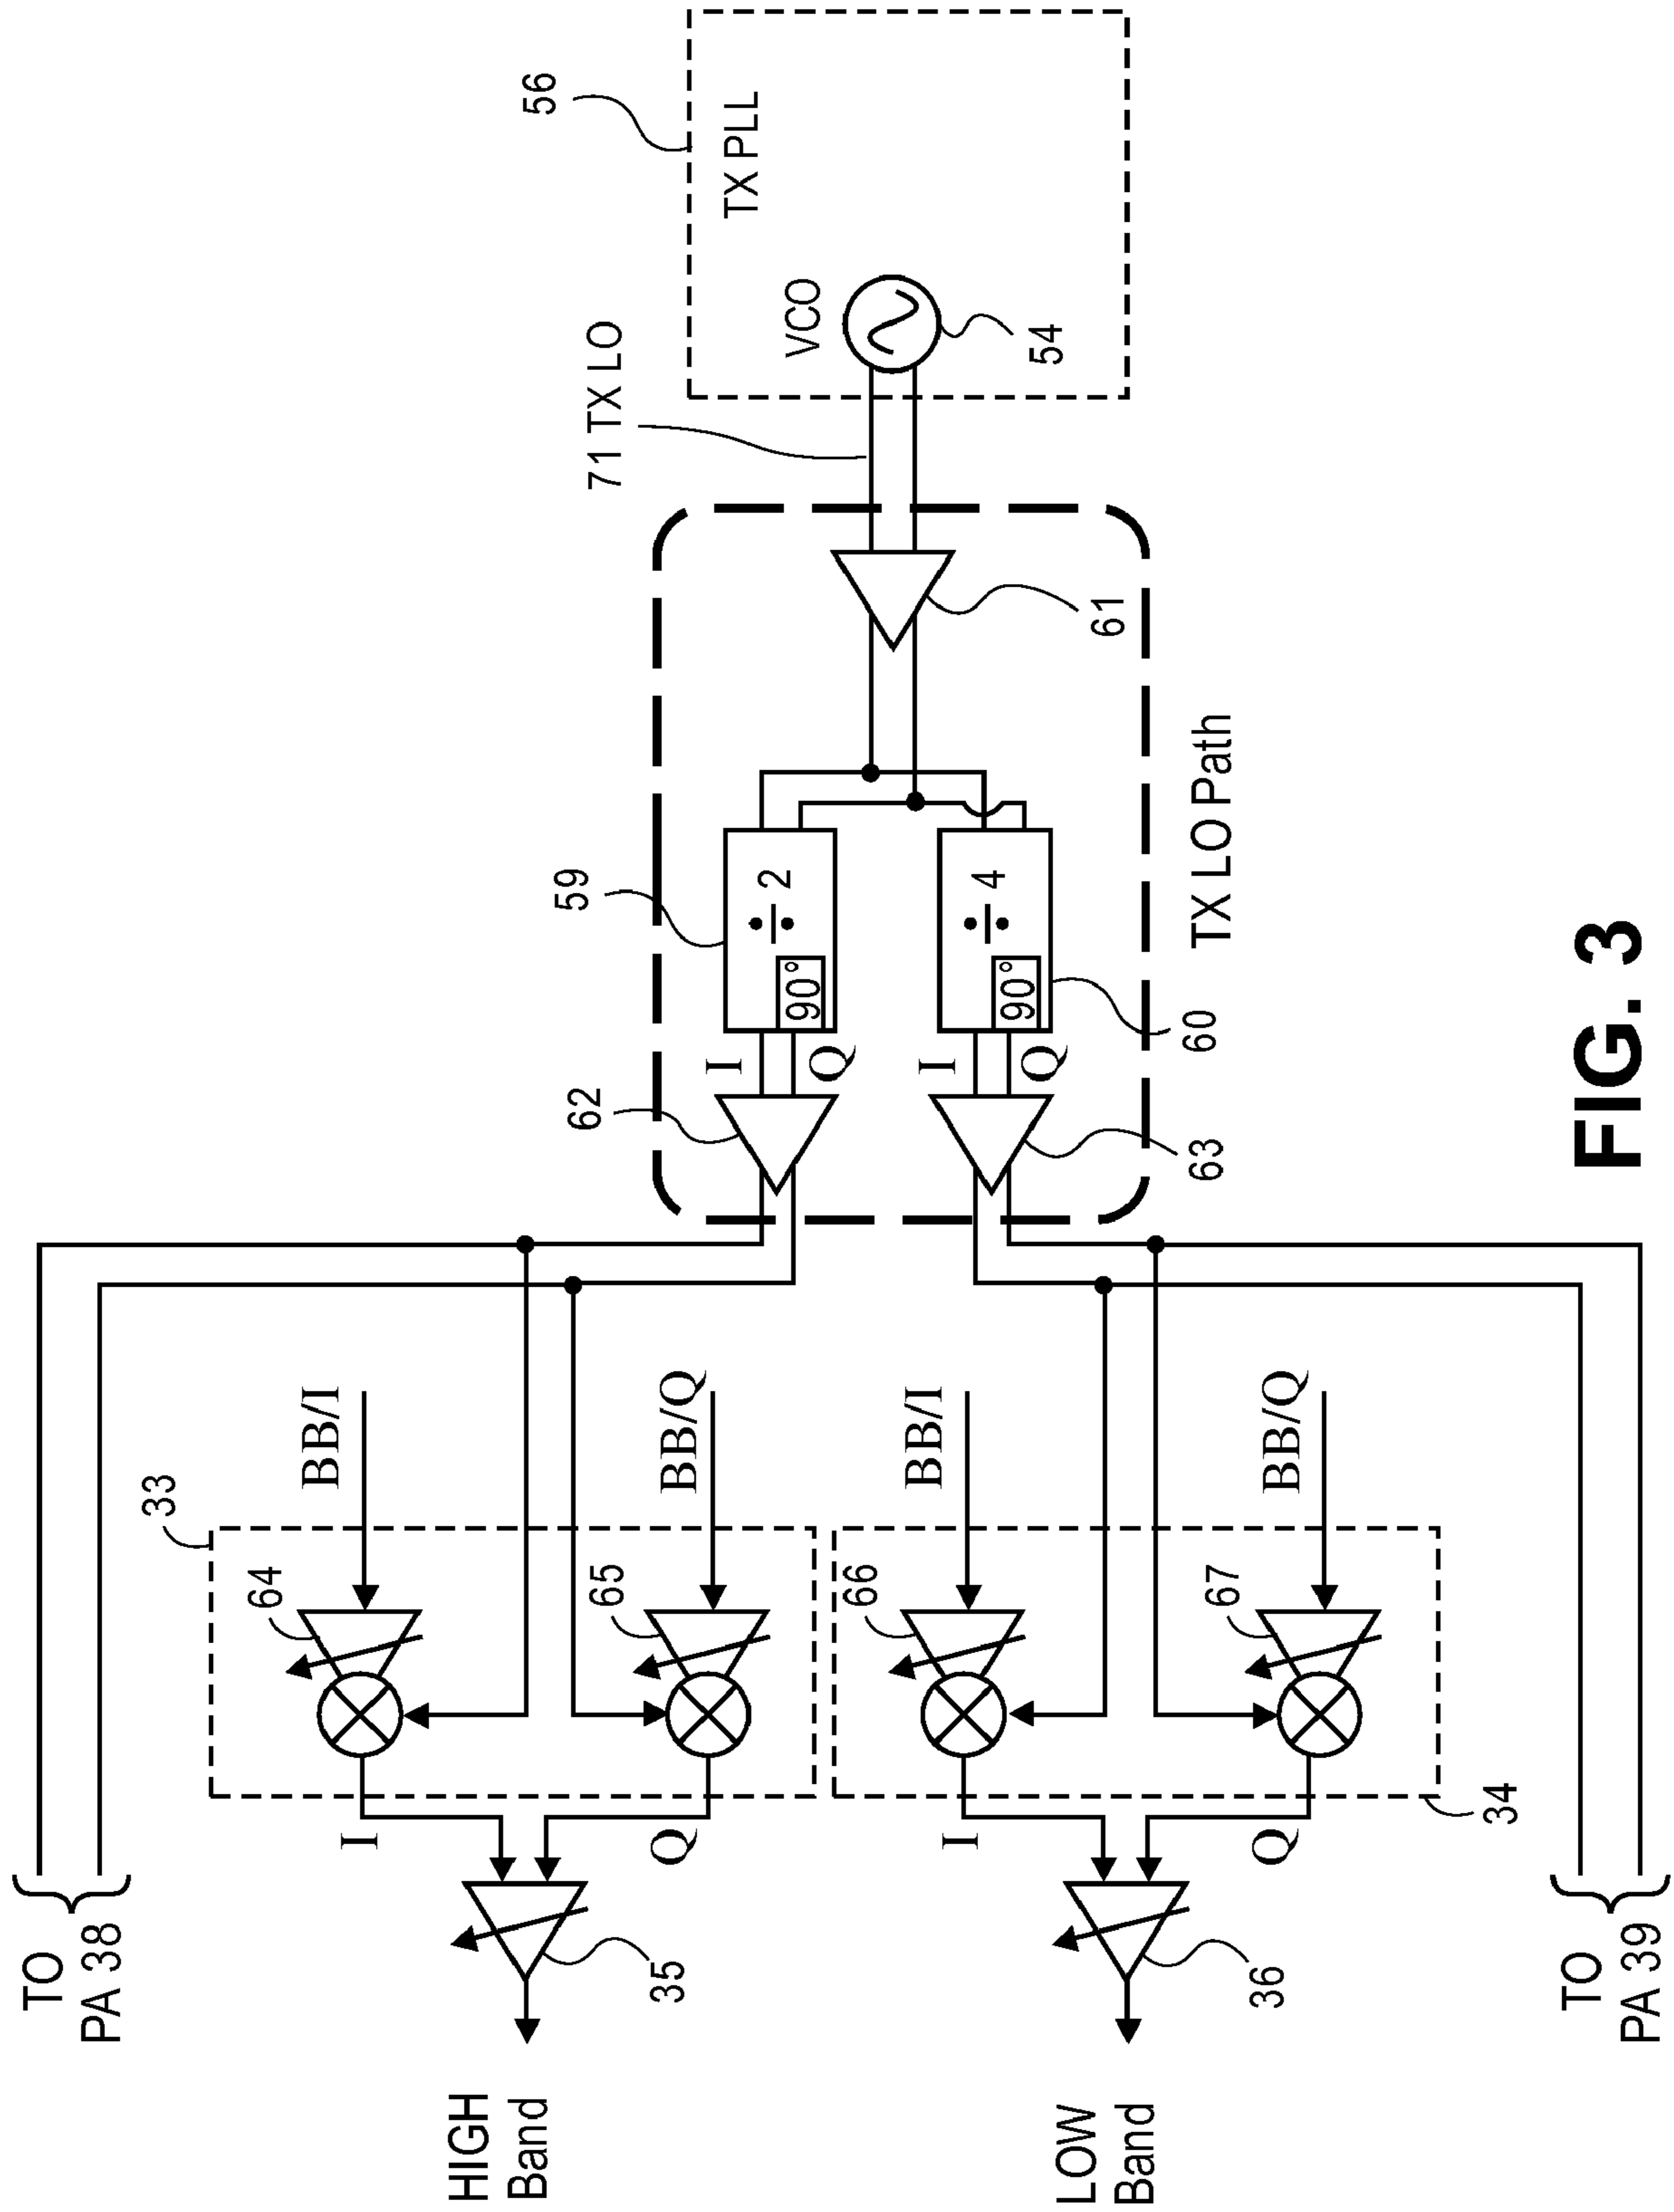 TO
PA 38
HIGH
Band
LOW
Band
TO
PA 39
33
64
BB/I
65
BB/Q
66
BB/I
67
BB/Q
34
I
Q
I
Q
35
36
62
I
Q
59
÷ 2
90°
63
I
Q
60
÷ 4
90°
61
TX LO Path
71 TX LO
VCO
54
TX PLL
56
FIG. 3